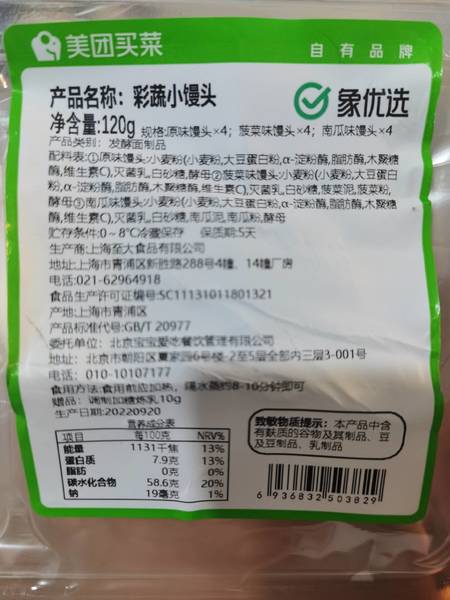 美团买菜
自有品牌
产品名称：彩蔬小馒头
象优选
净含量:120g 规格:原味馒头×4；菠菜味馒头×4；南瓜味馒头×4
产品类别：发酵面制品
配料表:①原味馒头:小麦粉(小麦粉,大豆蛋白粉,α-淀粉酶,脂肪酶,木聚糖
酶,维生素C),灭菌乳,白砂糖,酵母②菠菜味馒头:小麦粉(小麦粉,大豆蛋白
粉,α-淀粉酶,脂肪酶,木聚糖酶,维生素C),灭菌乳,白砂糖,菠菜泥,菠菜粉,
酵母③南瓜味馒头:小麦粉(小麦粉,大豆蛋白粉,α-淀粉酶,脂肪酶,木聚糖
酶,维生素C),灭菌乳,白砂糖,南瓜泥,南瓜粉,酵母
贮存条件:0~8℃冷藏保存 保质期:5天
生产商:上海至大食品有限公司
地址:上海市青浦区新胜路288号4幢、14幢厂房
电话:021-62964918
食品生产许可证编号:SC11131011801321
产地:上海市青浦区
产品标准代号:GB/T 20977
委托单位：北京宝宝爱吃餐饮管理有限公司
地址：北京市朝阳区夏家园6号楼-2至5层全部内三层3-001号
电话：010-10107177
食用方法:食用前应加热，隔水蒸约8-10分钟即可
赠品：调制加糖炼乳10g
生产日期:20220920
营养成分表
项目 每100克 NRV%
能量 1131千焦 13%
蛋白质 7.9克 13%
脂肪 0克 0%
碳水化合物 58.6克 20%
钠 19毫克 1%
致敏物质提示：本产品中含
有麸质的谷物及其制品、豆
及豆制品、乳制品
6 936832 503829